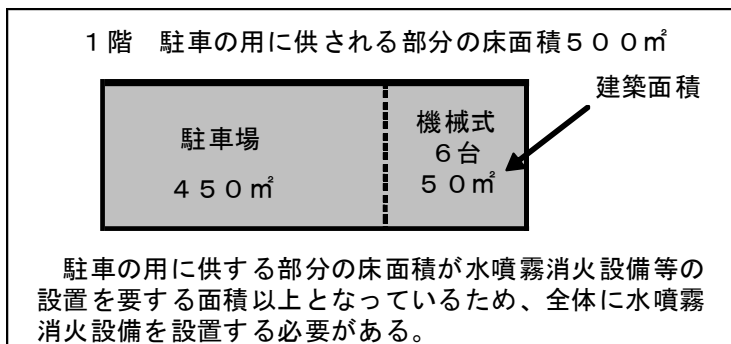 １階　駐車の用に供される部分の床面積５００㎡
建築面積
駐車場
４５０㎡
機械式
６台
５０㎡
　駐車の用に供する部分の床面積が水噴霧消火設備等の
設置を要する面積以上となっているため、全体に水噴霧
消火設備を設置する必要がある。